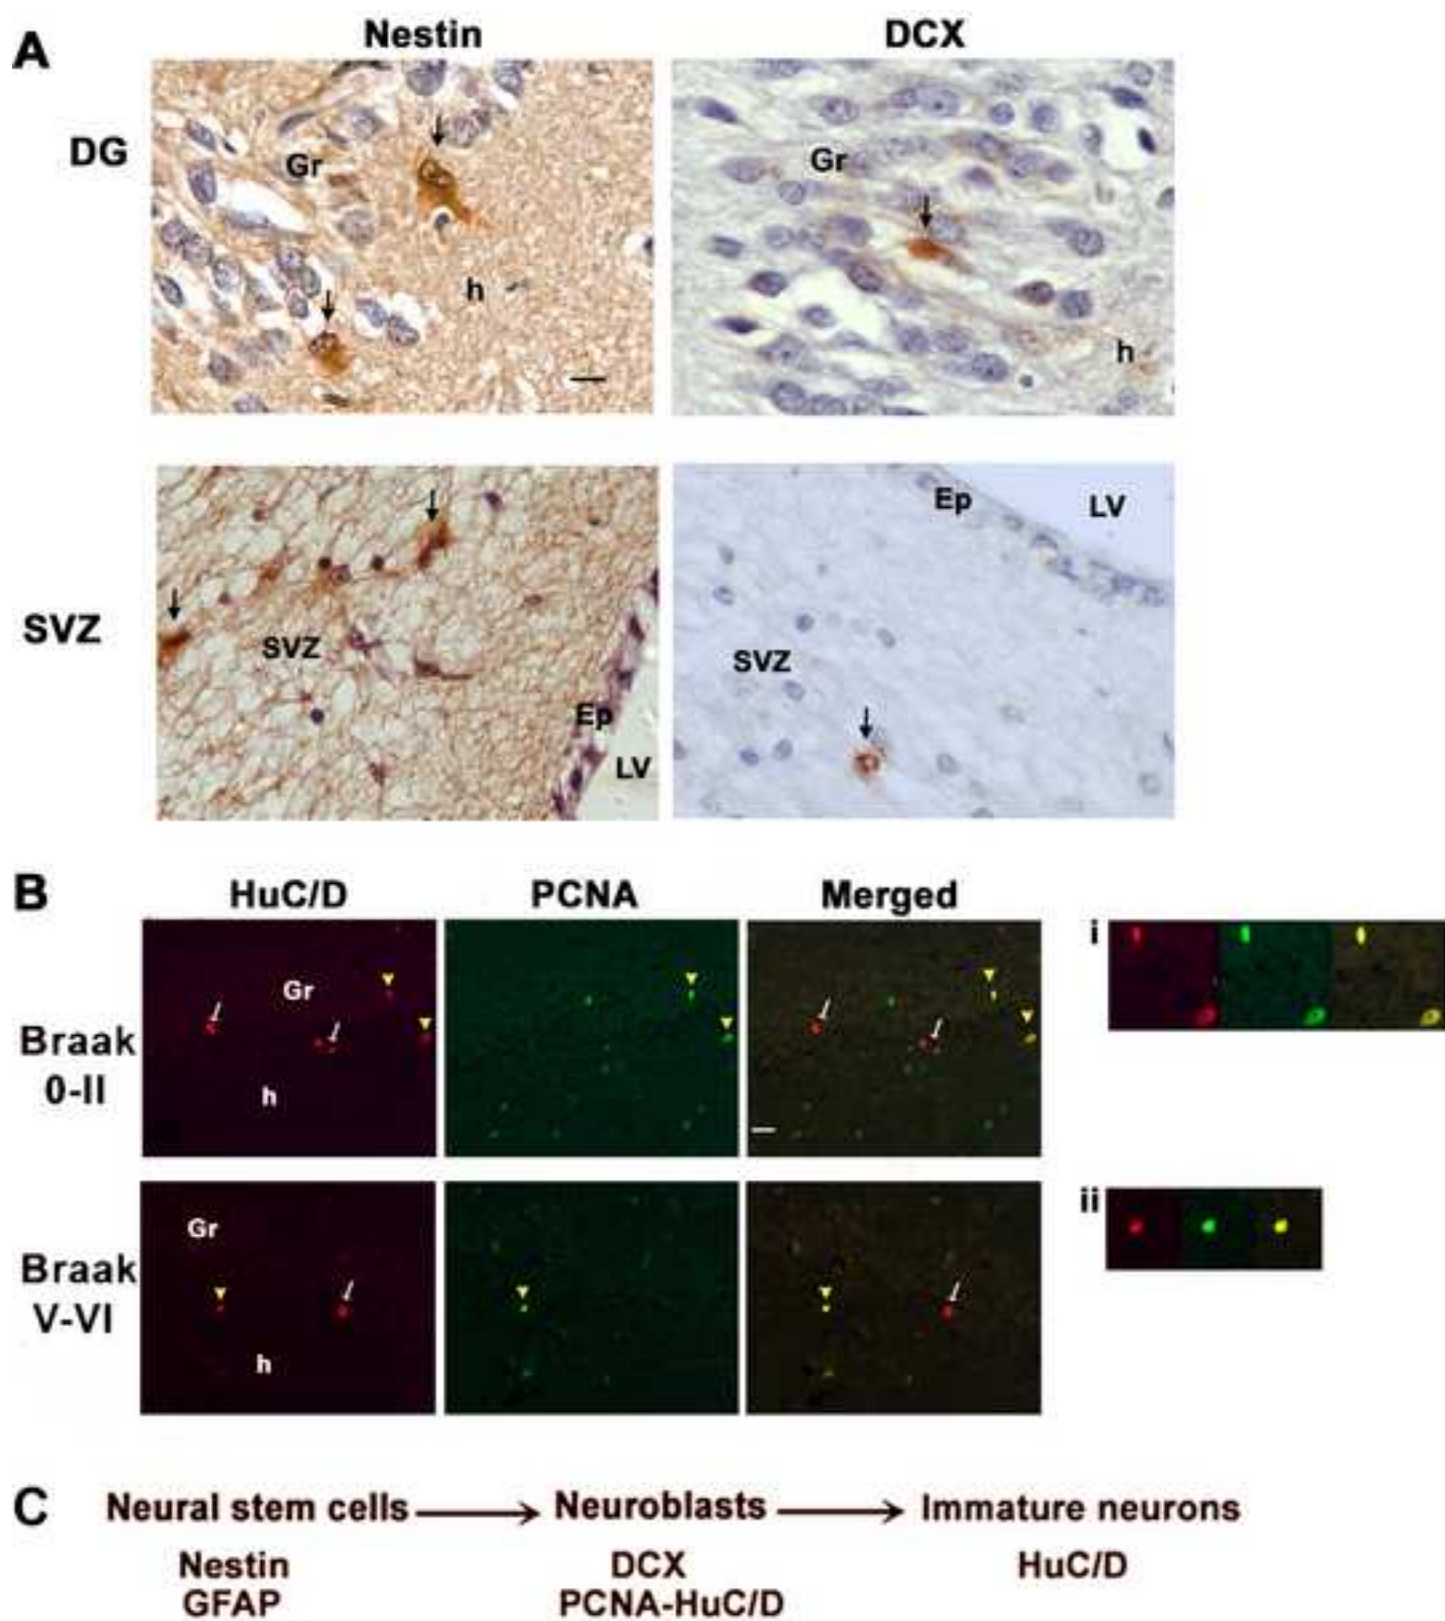 A
Nestin
DCX
DG
Gr
h
Gr
h
SVZ
SVZ
Ep
LV
SVZ
Ep
LV
B
HuC/D
PCNA
Merged
Braak
0-II
Gr
h
i
Braak
V-VI
Gr
h
ii
C
Neural stem cells
Neuroblasts
Immature neurons
Nestin
DCX
HuC/D
GFAP
PCNA-HuC/D